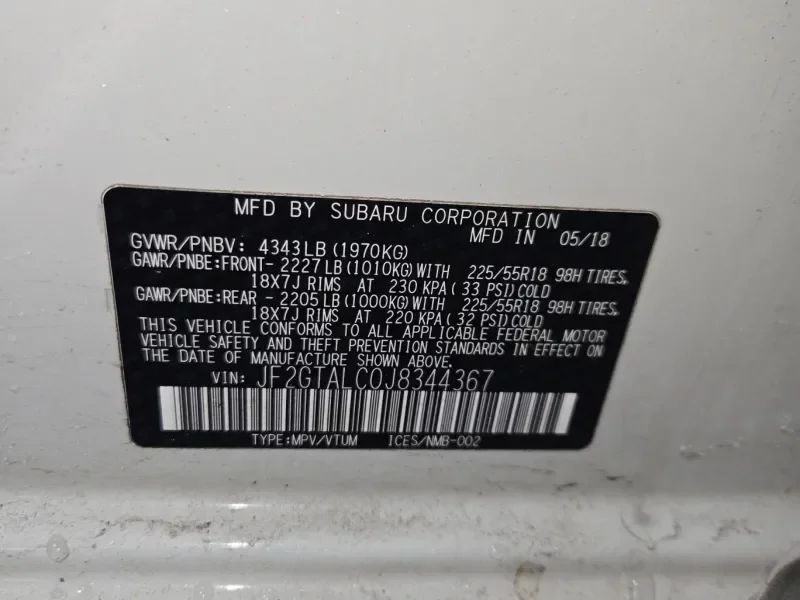 MFD BY SUBARU CORPORATION
MFD IN 05/18
GVWR/PNBV: 4343LB(1970KG)
GAWR/PNBE:FRONT- 2227LB(1010KG)WITH 225/55R18 98H TIRES,
18X7J RIMS AT 230 KPA( 33 PSI)COLD
GAWR/PNBE:REAR - 2205LB(1000KG)WITH 225/55R18 98H TIRES,
18X7J RIMS AT 220 KPA( 32 PSI)COLD
THIS VEHICLE CONFORMS TO ALL APPLICABLE FEDERAL MOTOR
VEHICLE SAFETY AND THEFT PREVENTION STANDARDS IN EFFECT ON
THE DATE OF MANUFACTURE SHOWN ABOVE.
VIN: JF2GTALC0J8344367
TYPE:MPV/VTUM ICES/NMB-002